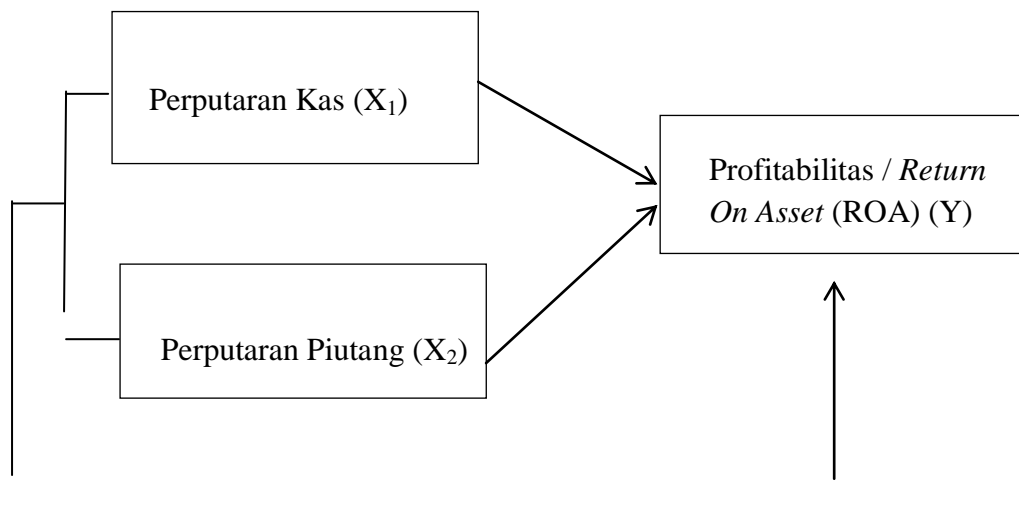 Perputaran Kas (X₁)
Profitabilitas / Return
On Asset (ROA) (Y)
Perputaran Piutang (X₂)